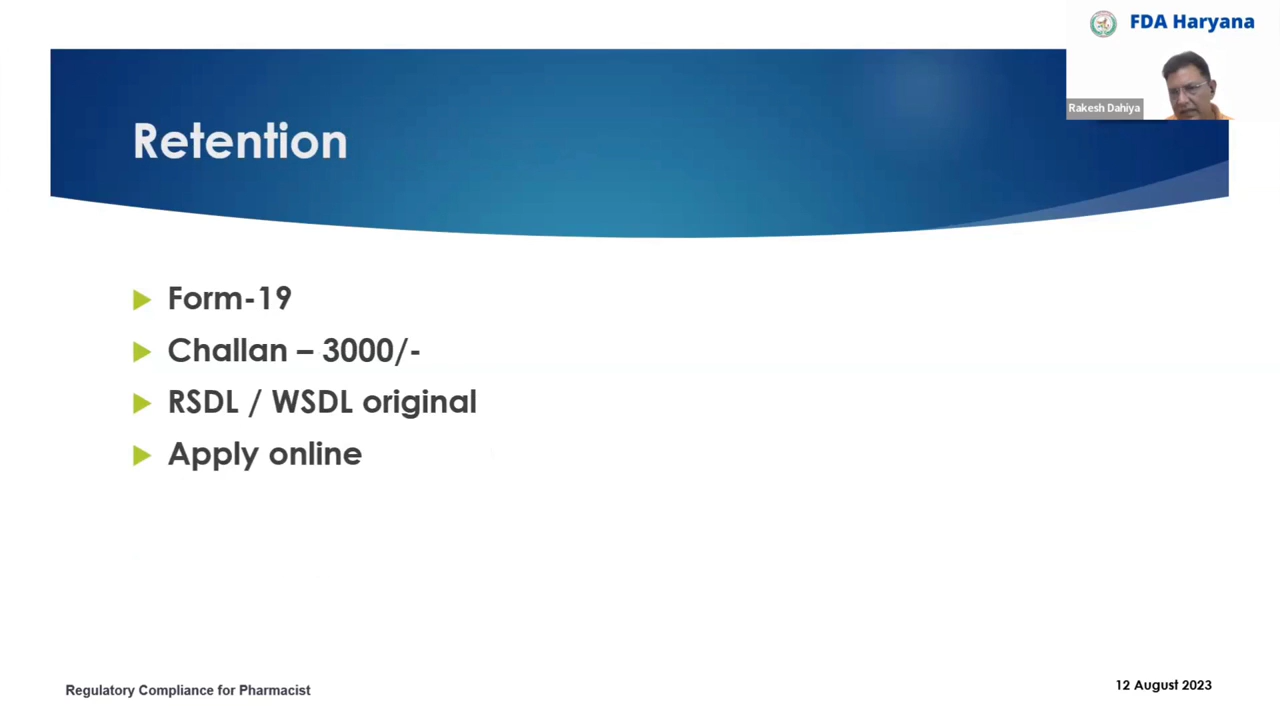 FDA Haryana
Rakesh Dahiya
Retention
Form-19
Challan – 3000/-
RSDL / WSDL original
Apply online
Regulatory Compliance for Pharmacist
12 August 2023